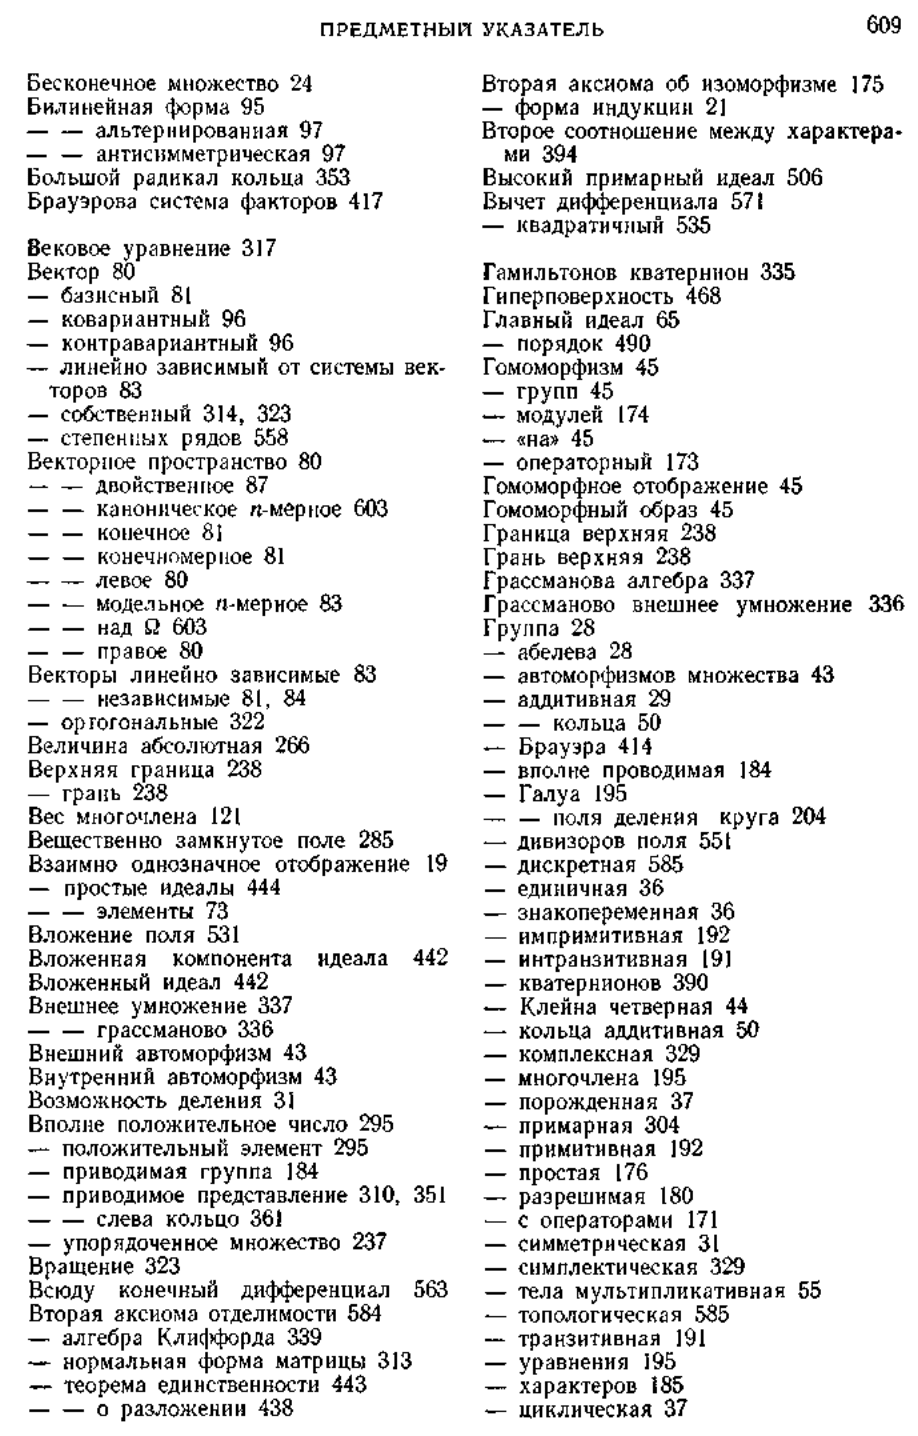 ПРЕДМЕТНЫЙ УКАЗАТЕЛЬ 609
Бесконечное множество 24
Билинейная форма 95
— — альтернированная 97
— — антисимметрическая 97
Большой радикал кольца 353
Брауэрова система факторов 417
Вековое уравнение 317
Вектор 80
— базисный 81
— ковариантный 96
— контравариантный 96
— линейно зависимый от системы век-
торов 83
— собственный 314, 323
— степенных рядов 558
Векторное пространство 80
— — двойственное 87
— — каноническое n-мерное 603
— — конечное 81
— — конечномерное 81
— — левое 80
— — модельное n-мерное 83
— — над Ω 603
— — правое 80
Векторы линейно зависимые 83
— — независимые 81, 84
— ортогональные 322
Величина абсолютная 266
Верхняя граница 238
— грань 238
Вес многочлена 121
Вещественно замкнутое поле 285
Взаимно однозначное отображение 19
— простые идеалы 444
— — элементы 73
Вложение поля 531
Вложенная компонента идеала 442
Вложенный идеал 442
Внешнее умножение 337
— — грассманово 336
Внешний автоморфизм 43
Внутренний автоморфизм 43
Возможность деления 31
Вполне положительное число 295
— положительный элемент 295
— приводимая группа 184
— приводимое представление 310, 351
— — слева кольцо 361
— упорядоченное множество 237
Вращение 323
Всюду конечный дифференциал 563
Вторая аксиома отделимости 584
— алгебра Клиффорда 339
— нормальная форма матрицы 313
— теорема единственности 443
— — о разложении 438
Вторая аксиома об изоморфизме 175
— форма индукции 21
Второе соотношение между характера-
ми 394
Высокий примарный идеал 506
Вычет дифференциала 571
— квадратичный 535
Гамильтонов кватернион 335
Гиперповерхность 468
Главный идеал 65
— порядок 490
Гомоморфизм 45
— групп 45
— модулей 174
— «на» 45
— операторный 173
Гомоморфное отображение 45
Гомоморфный образ 45
Граница верхняя 238
Грань верхняя 238
Грассманова алгебра 337
Грассманово внешнее умножение 336
Группа 28
— абелева 28
— автоморфизмов множества 43
— аддитивная 29
— — кольца 50
— Брауэра 414
— вполне проводимая 184
— Галуа 195
— — поля деления круга 204
— дивизоров поля 551
— дискретная 585
— единичная 36
— знакопеременная 36
— импримитивная 192
— интранзитивная 191
— кватернионов 390
— Клейна четверная 44
— кольца аддитивная 50
— комплексная 329
— многочлена 195
— порожденная 37
— примарная 304
— примитивная 192
— простая 176
— разрешимая 180
— с операторами 171
— симметрическая 31
— симплектическая 329
— тела мультипликативная 55
— топологическая 585
— транзитивная 191
— уравнения 195
— характеров 185
— циклическая 37